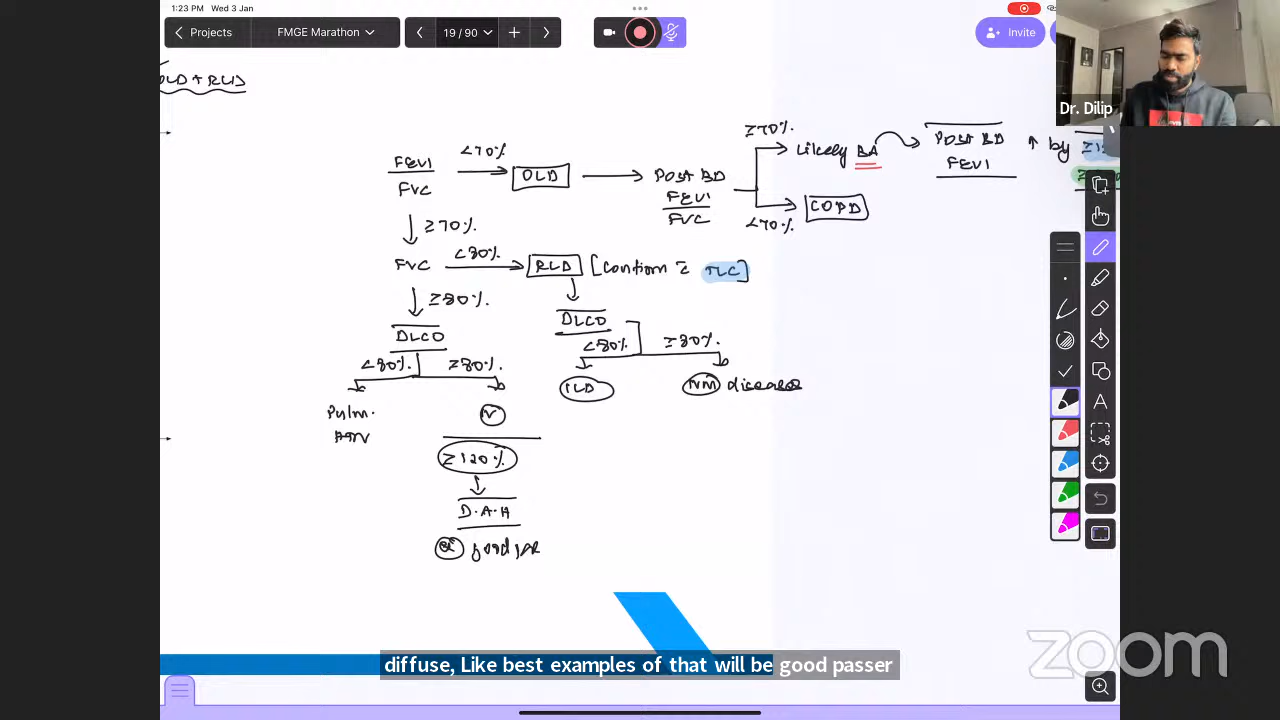 1:23 PM Wed 3 Jan
Projects
FMGE Marathon
19 / 90
Invite
Dr. Dilip
OLD + RLD
FEV1
FVC
<70%
OLD
POST BD
FEV1
FVC
≥70%
Likely BA
POST BD
FEV1
↑ by
<70%
COPD
≥70%
FVC
<80%
RLD
[Confirm c̄ TLC]
≥80%
DLCO
<80%
≥80%
Pulm.
HTN
N
≥120%
D.A.H
good
DLCO
<80%
≥80%
ILD
NM diseases
diffuse, Like best examples of that will be good passer
zoom